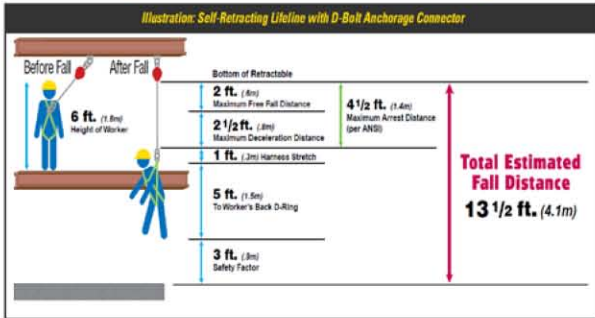 Illustration: Self-Retracting Lifeline with D-Bolt Anchorage Connector
Before Fall
After Fall
6 ft. (1.8m)
Height of Worker
Bottom of Retractable
2 ft. (.6m)
Maximum Free Fall Distance
2 1/2 ft. (.8m)
Maximum Deceleration Distance
4 1/2 ft. (1.4m)
Maximum Arrest Distance
(per ANSI)
1 ft. (.3m) Harness Stretch
5 ft. (1.5m)
To Worker's Back D-Ring
3 ft. (.9m)
Safety Factor
Total Estimated
Fall Distance
13 1/2 ft. (4.1m)